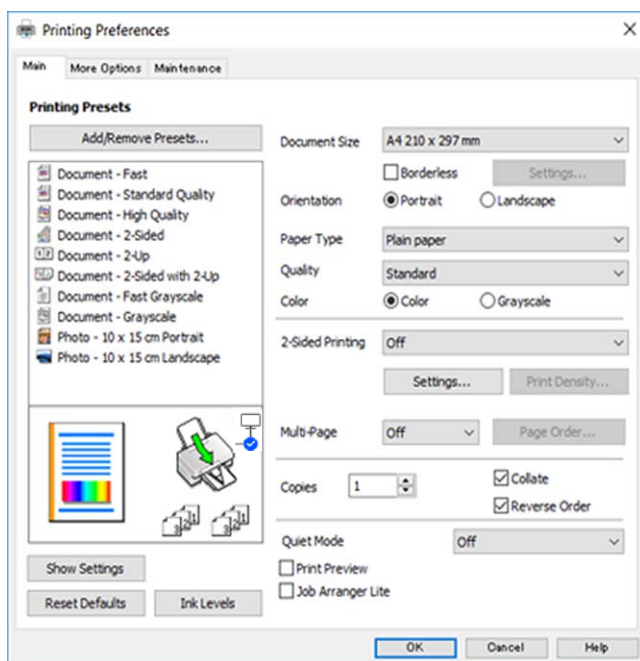 Printing Preferences
Main More Options Maintenance
Printing Presets
Add/Remove Presets...
Document - Fast
Document - Standard Quality
Document - High Quality
Document - 2-Sided
Document - 2-Up
Document - 2-Sided with 2-Up
Document - Fast Grayscale
Document - Grayscale
Photo - 10 x 15 cm Portrait
Photo - 10 x 15 cm Landscape
Show Settings
Reset Defaults Ink Levels
Document Size A4 210 x 297 mm
Borderless Settings...
Orientation Portrait Landscape
Paper Type Plain paper
Quality Standard
Color Color Grayscale
2-Sided Printing Off
Settings... Print Density...
Multi-Page Off Page Order...
Copies 1 Collate
Reverse Order
Quiet Mode Off
Print Preview
Job Arranger Lite
OK Cancel Help